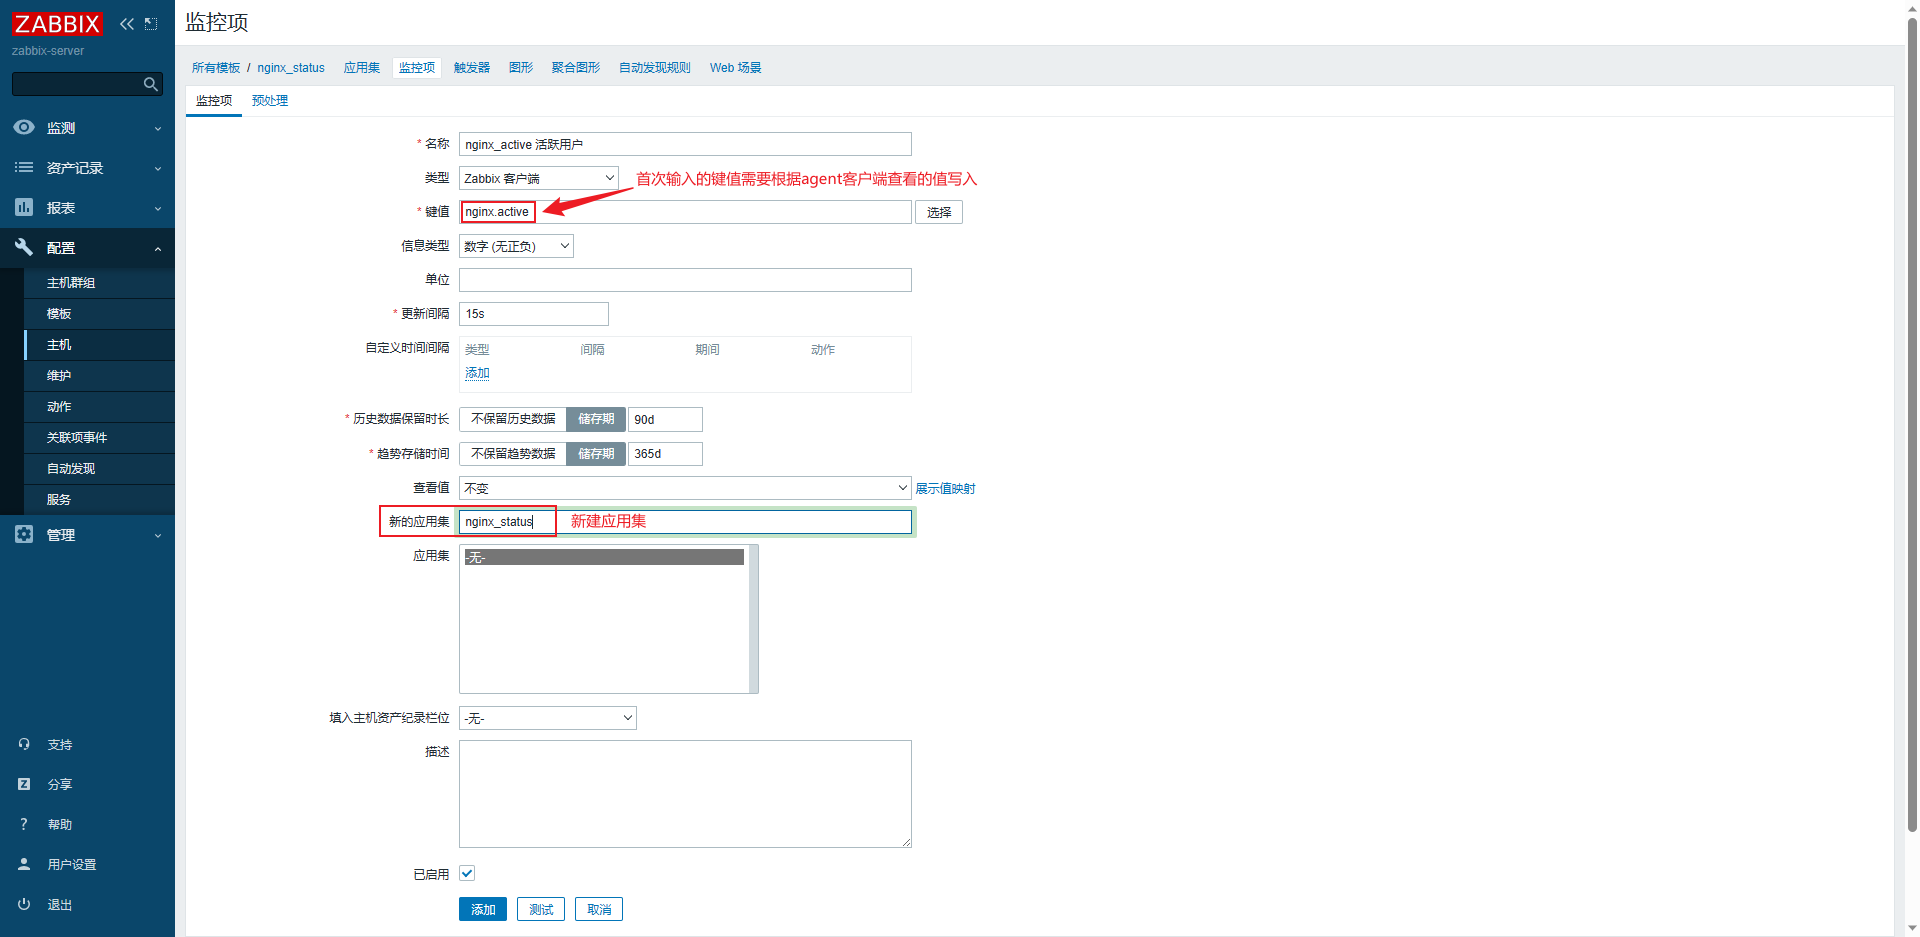 ZABBIX
zabbix-server
监测
资产记录
报表
配置
主机群组
模板
主机
维护
动作
关联项事件
自动发现
服务
管理
支持
Z 分享
? 帮助
用户设置
退出
监控项
所有模板 / nginx_status 应用集 监控项 触发器 图形 聚合图形 自动发现规则 Web 场景
监控项 预处理
* 名称 nginx_active 活跃用户
类型 Zabbix 客户端 首次输入的键值需要根据agent客户端查看的值写入
* 键值 nginx.active 选择
信息类型 数字 (无正负)
单位
* 更新间隔 15s
自定义时间间隔 类型 间隔 期间 动作
添加
* 历史数据保留时长 不保留历史数据 储存期 90d
* 趋势存储时间 不保留趋势数据 储存期 365d
查看值 不变 展示值映射
新的应用集 nginx_status 新建应用集
应用集 -无-
填入主机资产纪录栏位 -无-
描述
已启用
添加 测试 取消